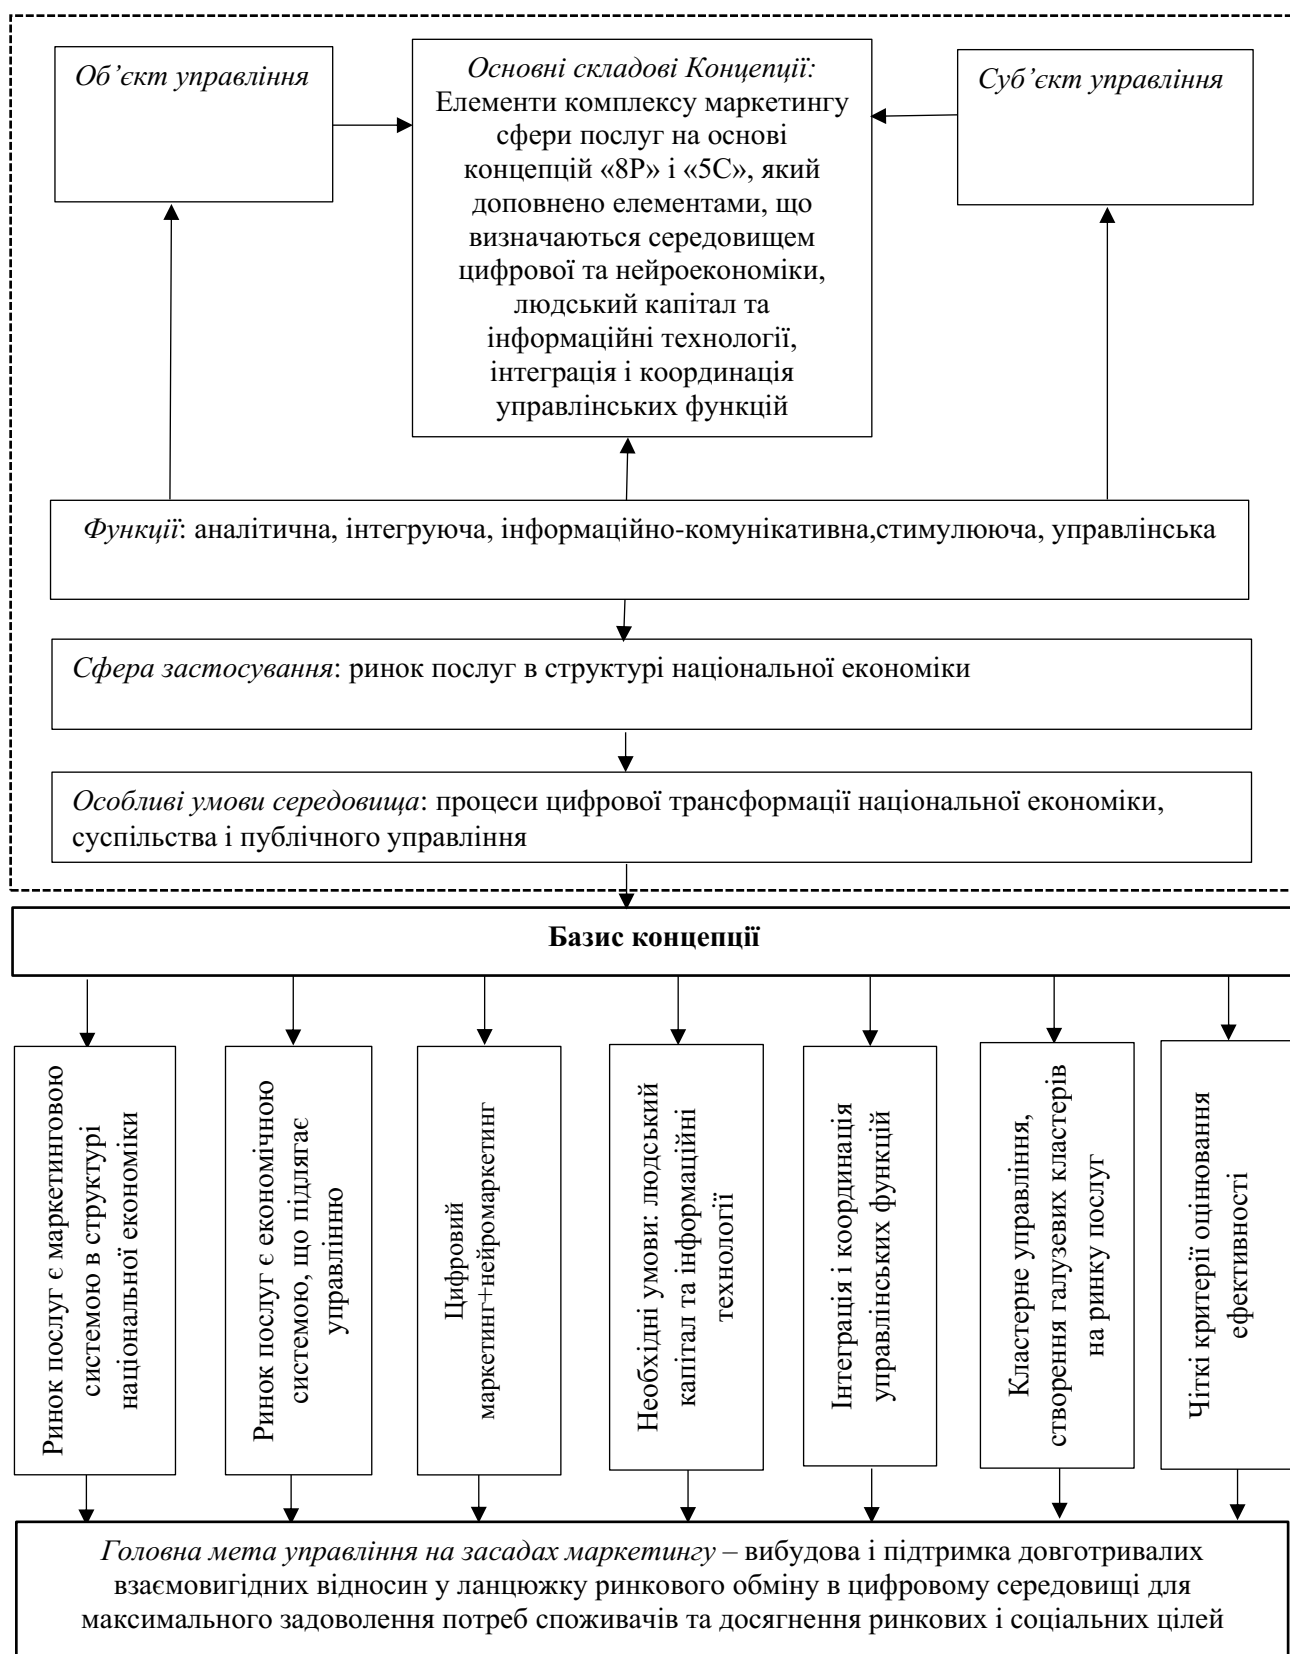 Об’єкт управління
Основні складові Концепції:
Елементи комплексу маркетингу
сфери послуг на основі
концепцій «8Р» і «5С», який
доповнено елементами, що
визначаються середовищем
цифрової та нейроекономіки,
людський капітал та
інформаційні технології,
інтеграція і координація
управлінських функцій
Суб’єкт управління
Функції: аналітична, інтегруюча, інформаційно-комунікативна,стимулююча, управлінська
Сфера застосування: ринок послуг в структурі національної економіки
Особливі умови середовища: процеси цифрової трансформації національної економіки,
суспільства і публічного управління
Базис концепції
Ринок послуг є маркетинговою
системою в структурі
національної економіки
Ринок послуг є економічною
системою, що підлягає
управлінню
Цифровий
маркетинг+нейромаркетинг
Необхідні умови: людський
капітал та інформаційні
технології
Інтеграція і координація
управлінських функцій
Кластерне управління,
створення галузевих кластерів
на ринку послуг
Чіткі критерії оцінювання
ефективності
Головна мета управління на засадах маркетингу – вибудова і підтримка довготривалих
взаємовигідних відносин у ланцюжку ринкового обміну в цифровому середовищі для
максимального задоволення потреб споживачів та досягнення ринкових і соціальних цілей